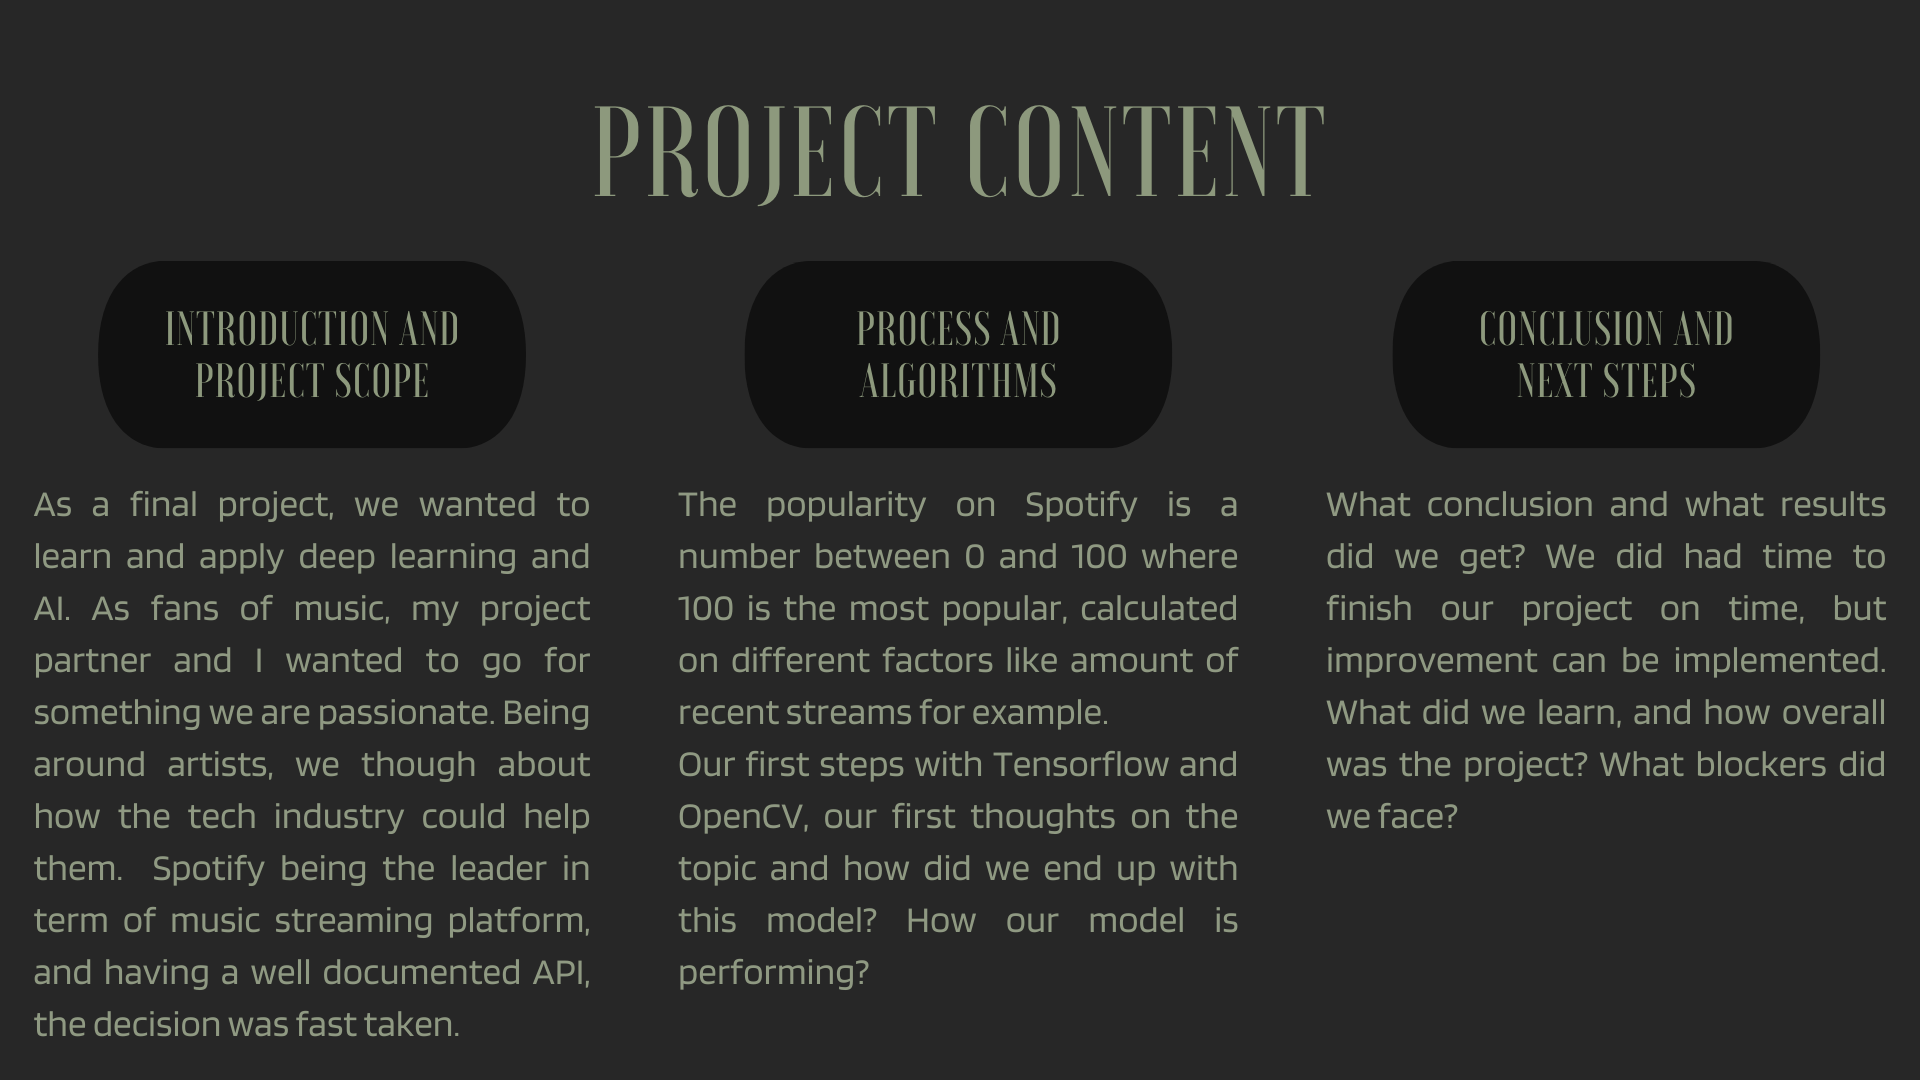 PROJECT CONTENT
INTRODUCTION AND
PROJECT SCOPE
As a final project, we wanted to
learn and apply deep learning and
AI. As fans of music, my project
partner and I wanted to go for
something we are passionate. Being
around artists, we though about
how the tech industry could help
them. Spotify being the leader in
term of music streaming platform,
and having a well documented API,
the decision was fast taken.
PROCESS AND
ALGORITHMS
The popularity on Spotify is a
number between 0 and 100 where
100 is the most popular, calculated
on different factors like amount of
recent streams for example.
Our first steps with Tensorflow and
OpenCV, our first thoughts on the
topic and how did we end up with
this model? How our model is
performing?
CONCLUSION AND
NEXT STEPS
What conclusion and what results
did we get? We did had time to
finish our project on time, but
improvement can be implemented.
What did we learn, and how overall
was the project? What blockers did
we face?